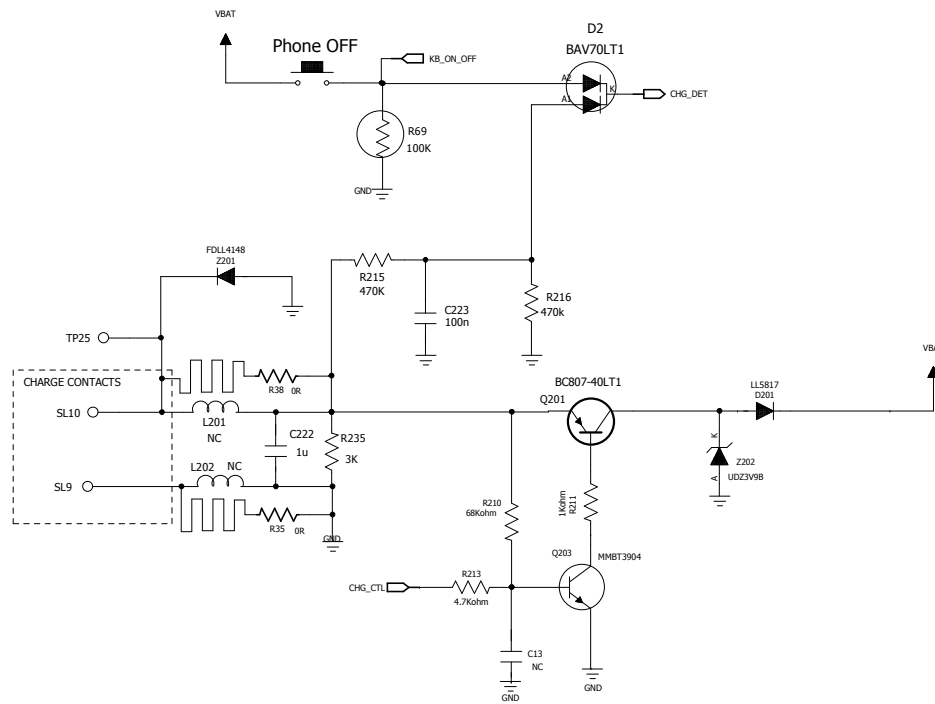 VBAT
D2
BAV70LT1
Phone OFF
KB_ON_OFF
A2
K
CHG_DET
A1
R69
100K
GND
FDLL4148
Z201
R215
470K
C223
100n
R216
470k
TP25
CHARGE CONTACTS
R38 0R
SL10
L201
NC
C222
1u
R235
3K
BC807-40LT1
Q201
LL5817
D201
K
Z202
UDZ3V9B
A
L202 NC
SL9
R35 0R
GND
R210
68Kohm
1Kohm
R211
Q203
MMBT3904
CHG_CTL
R213
4.7Kohm
C13
NC
GND
GND